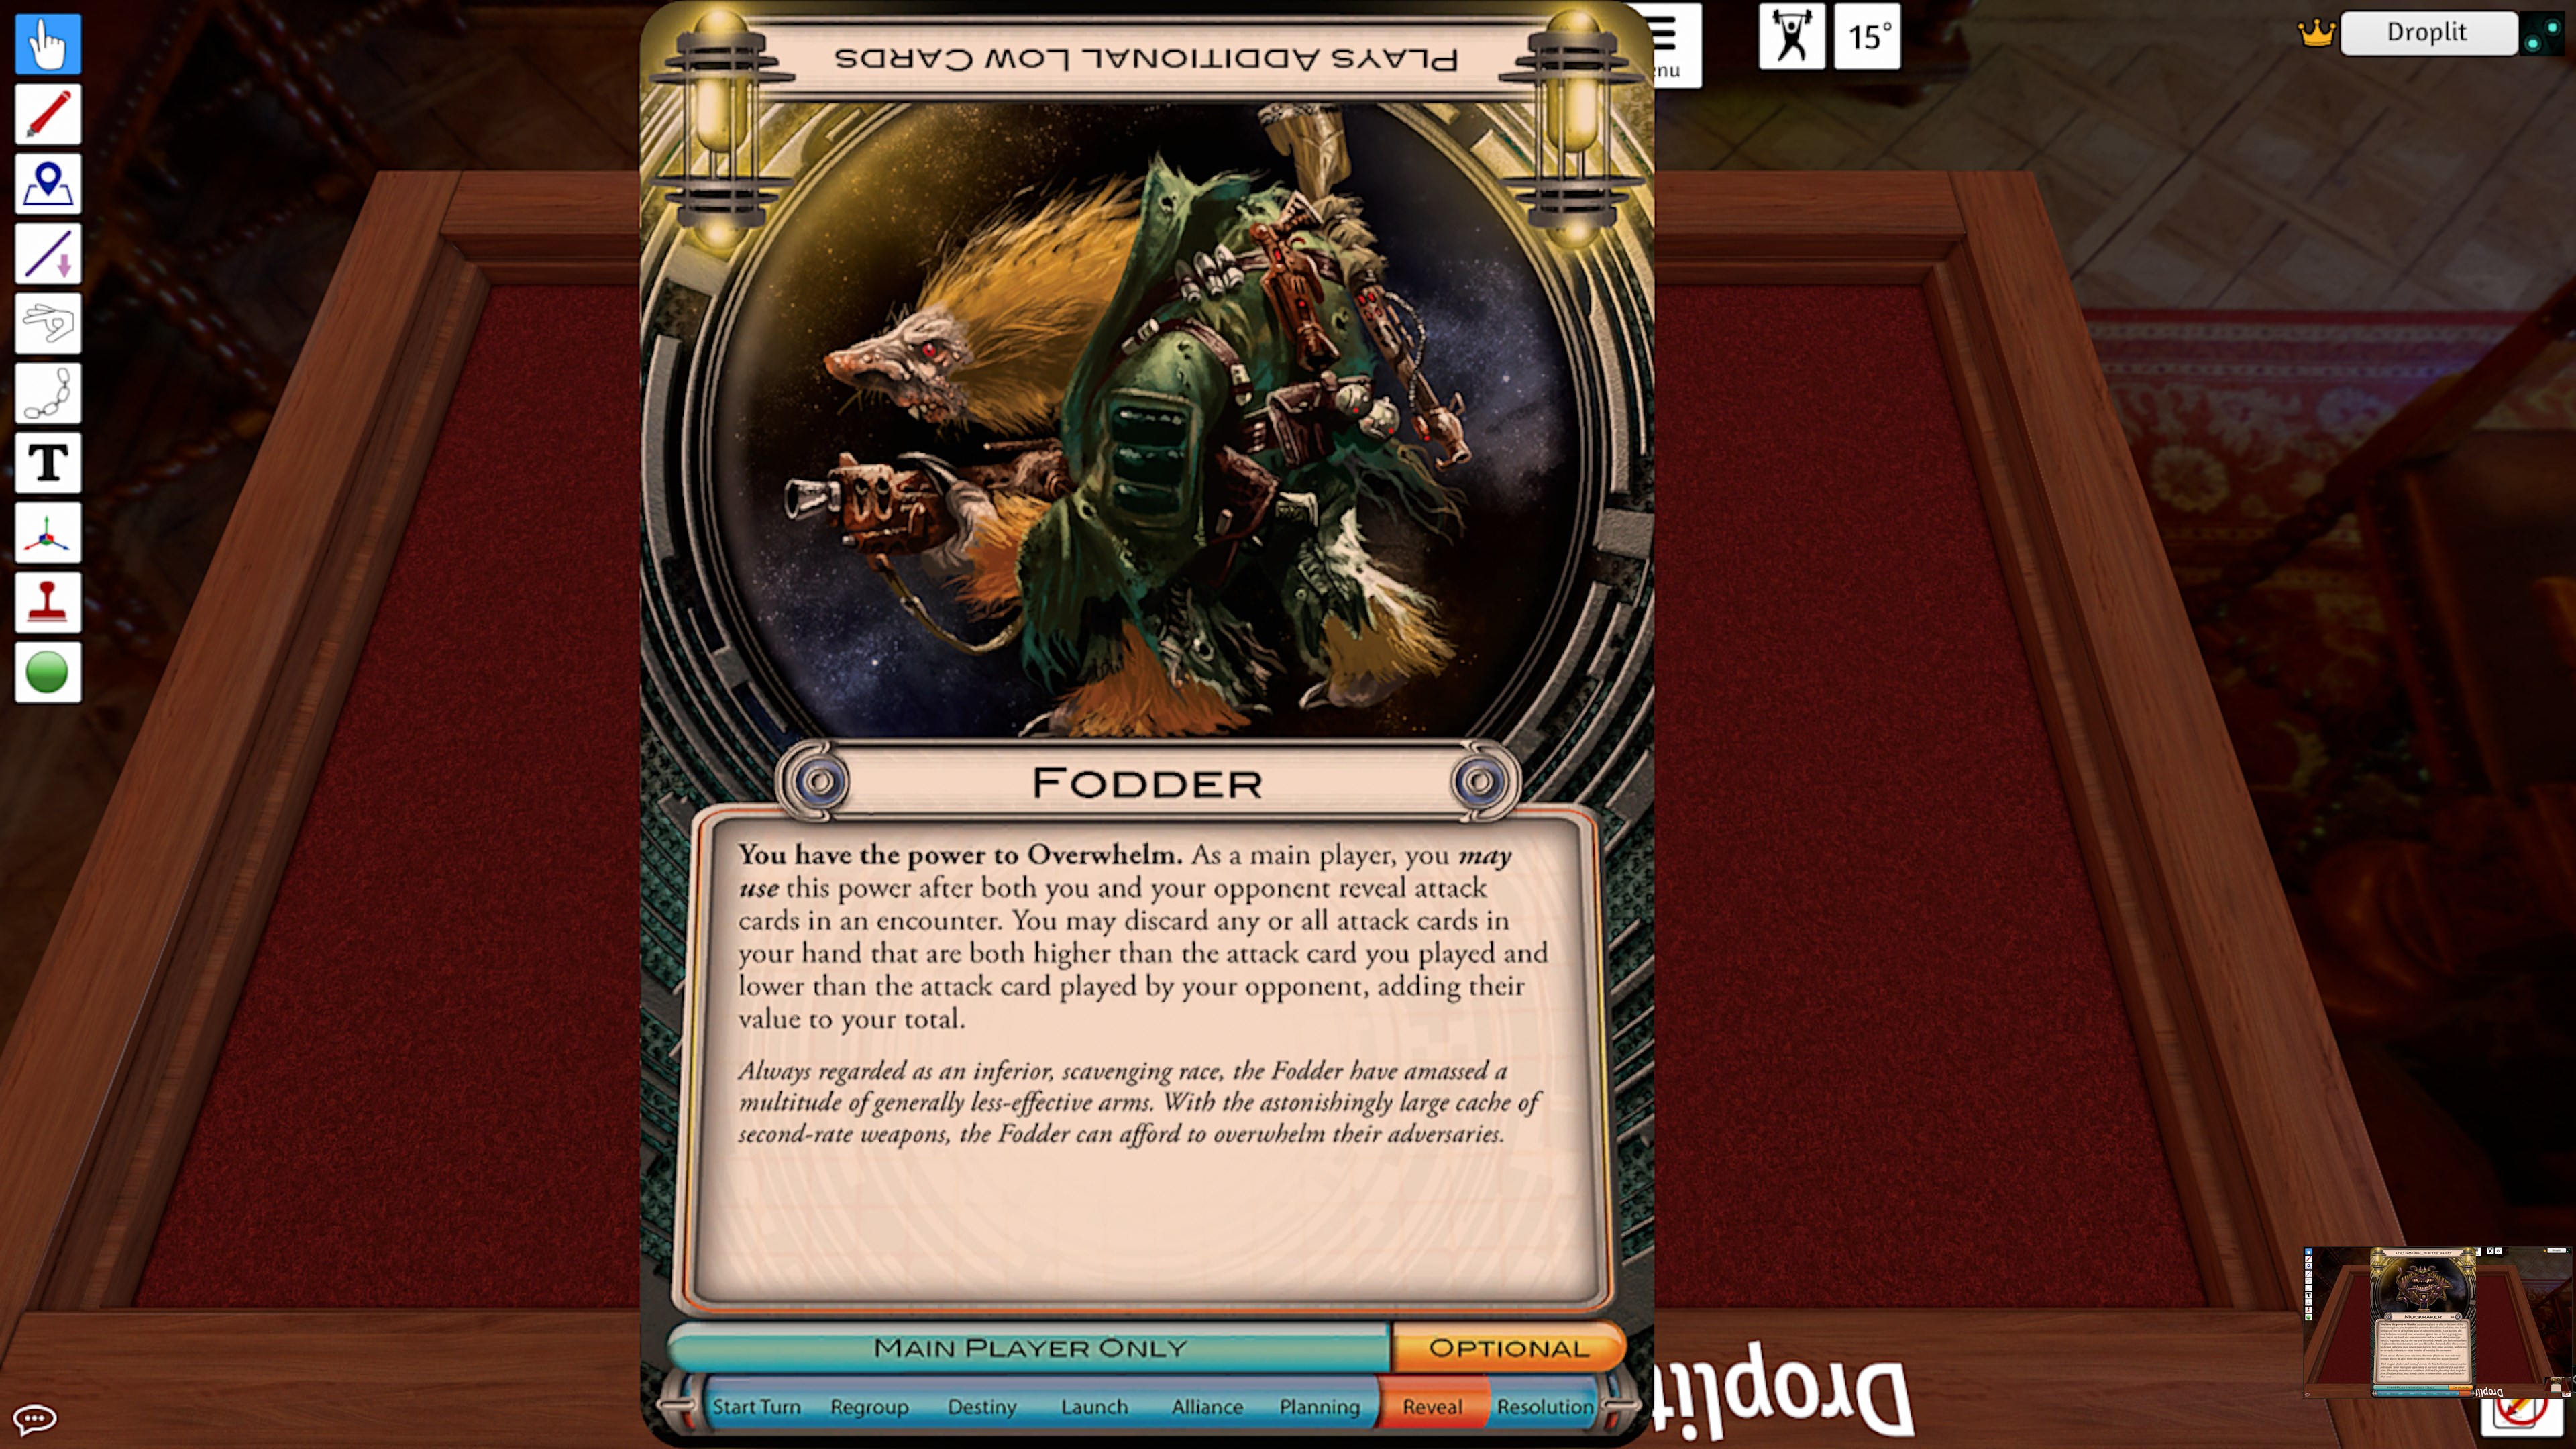 PLAYS ADDITIONAL LOW CARDS
nu
15°
Droplit
T
FODDER
You have the power to Overwhelm. As a main player, you may
use this power after both you and your opponent reveal attack
cards in an encounter. You may discard any or all attack cards in
your hand that are both higher than the attack card you played and
lower than the attack card played by your opponent, adding their
value to your total.
Always regarded as an inferior, scavenging race, the Fodder have amassed a
multitude of generally less-effective arms. With the astonishingly large cache of
second-rate weapons, the Fodder can afford to overwhelm their adversaries.
MAIN PLAYER ONLY
OPTIONAL
Start Turn Regroup Destiny Launch Alliance Planning Reveal Resolution
Droplit
MUCKRAKER